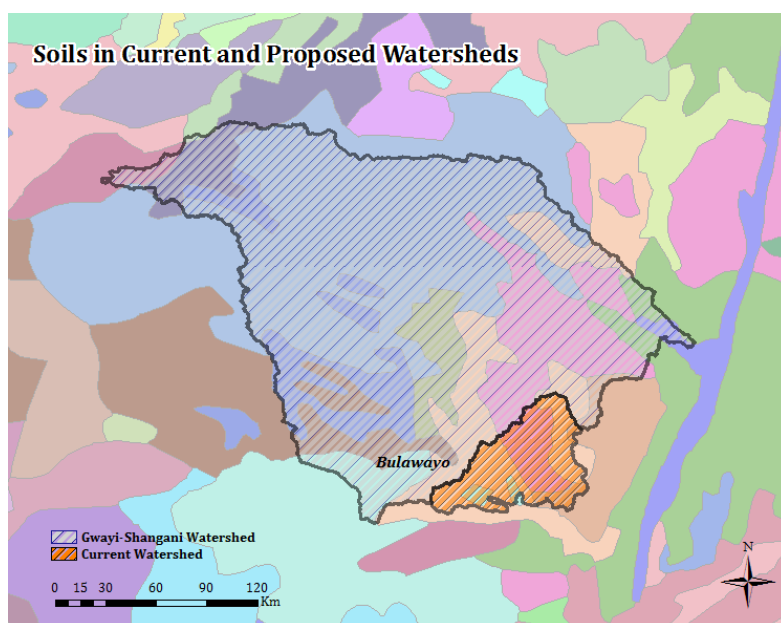 Soils in Current and Proposed Watersheds
Bulawayo
Gwayi-Shangani Watershed
Current Watershed
N
0 15 30 60 90 120
Km